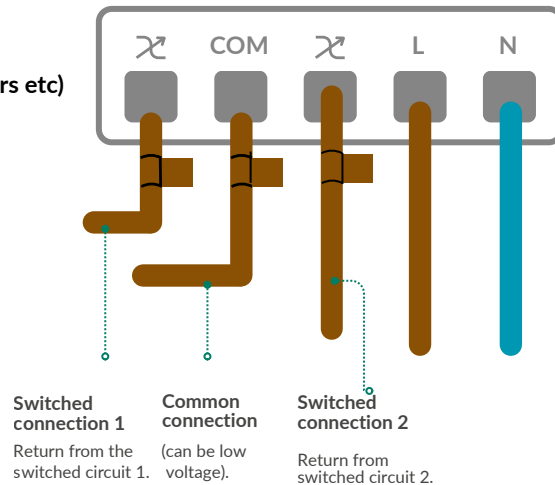 COM L N
rs etc)
Switched
connection 1
Return from the
switched circuit 1.
Common
connection
(can be low
voltage).
Switched
connection 2
Return from
switched circuit 2.